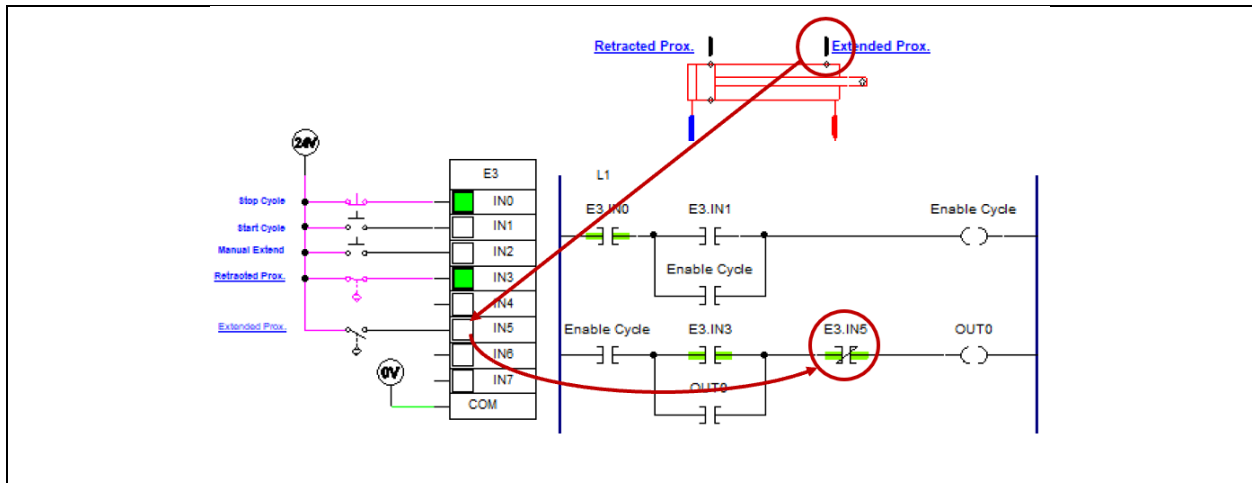 Retracted Prox.
Extended Prox.
24V
E3
L1
Stop Cycle
IN0
E3.IN0
E3.IN1
Enable Cycle
Start Cycle
IN1
Manual Extend
IN2
Retracted Prox.
IN3
Enable Cycle
IN4
Extended Prox.
IN5
Enable Cycle
E3.IN3
E3.IN5
OUT0
IN6
0V
IN7
OUT0
COM